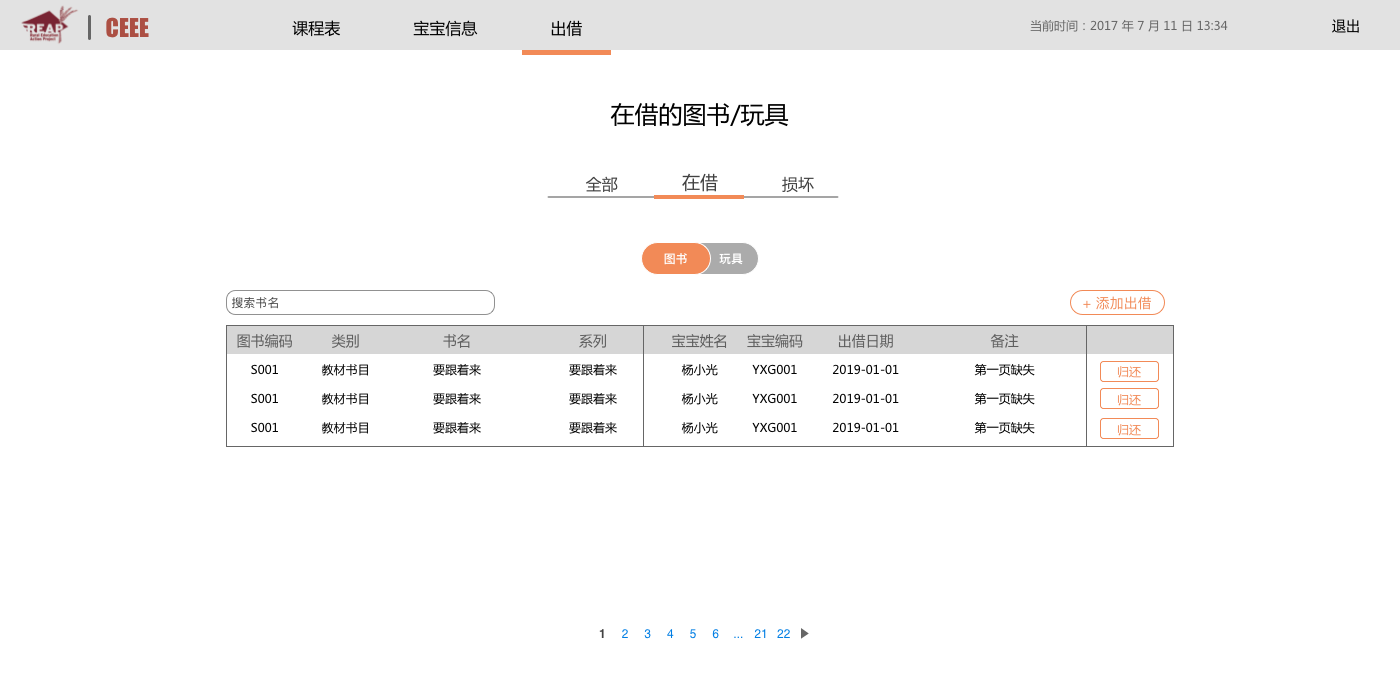 REAP
Rural Education
Action Project
CEEE
课程表 宝宝信息 出借 当前时间：2017 年 7 月 11 日 13:34 退出
在借的图书/玩具
全部 在借 损坏
图书 玩具
搜索书名 + 添加出借
图书编码 类别 书名 系列 宝宝姓名 宝宝编码 出借日期 备注
S001 教材书目 要跟着来 要跟着来 杨小光 YXG001 2019-01-01 第一页缺失 归还
S001 教材书目 要跟着来 要跟着来 杨小光 YXG001 2019-01-01 第一页缺失 归还
S001 教材书目 要跟着来 要跟着来 杨小光 YXG001 2019-01-01 第一页缺失 归还
1 2 3 4 5 6 ... 21 22